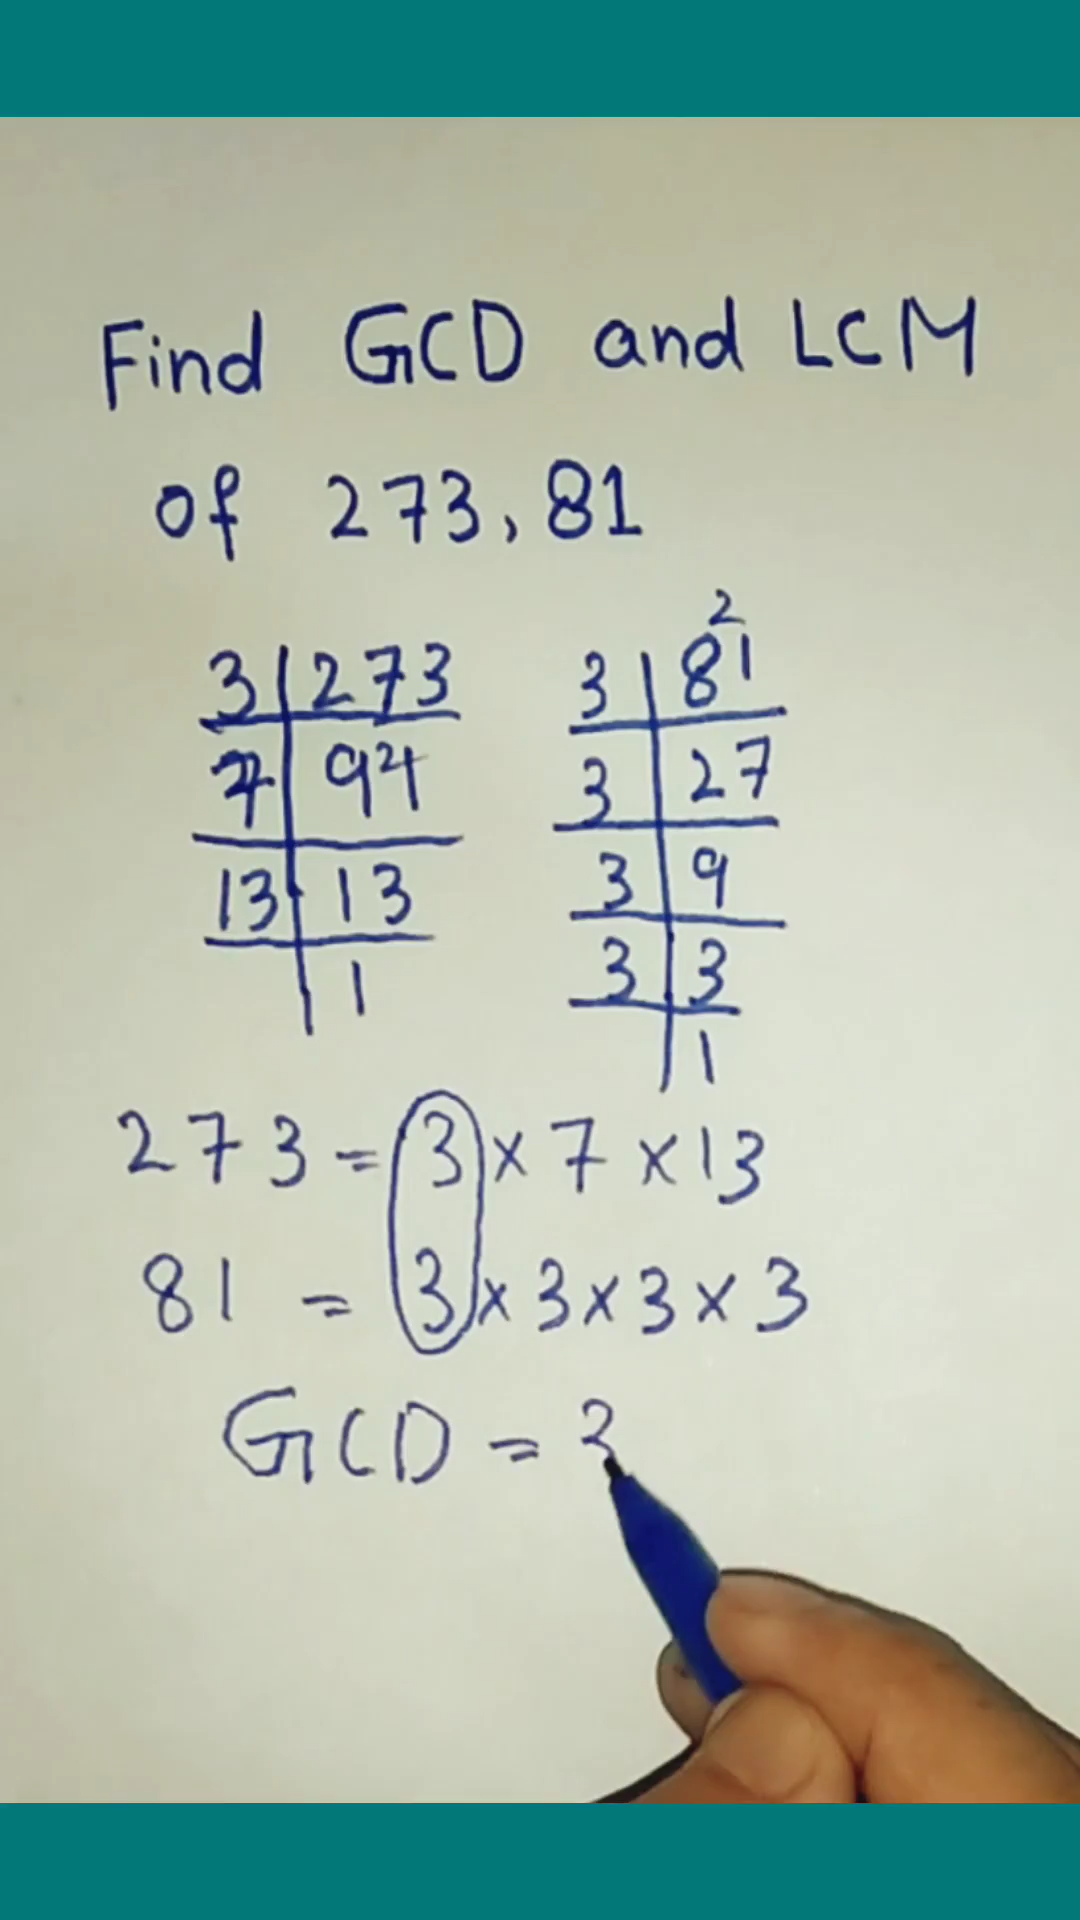 Find GCD and LCM
of 273, 81
3 | 273
7 | 91
13 | 13
1
2
3 | 81
3 | 27
3 | 9
3 | 3
1
273 = 3 × 7 × 13
81 = 3 × 3 × 3 × 3
GCD = 3